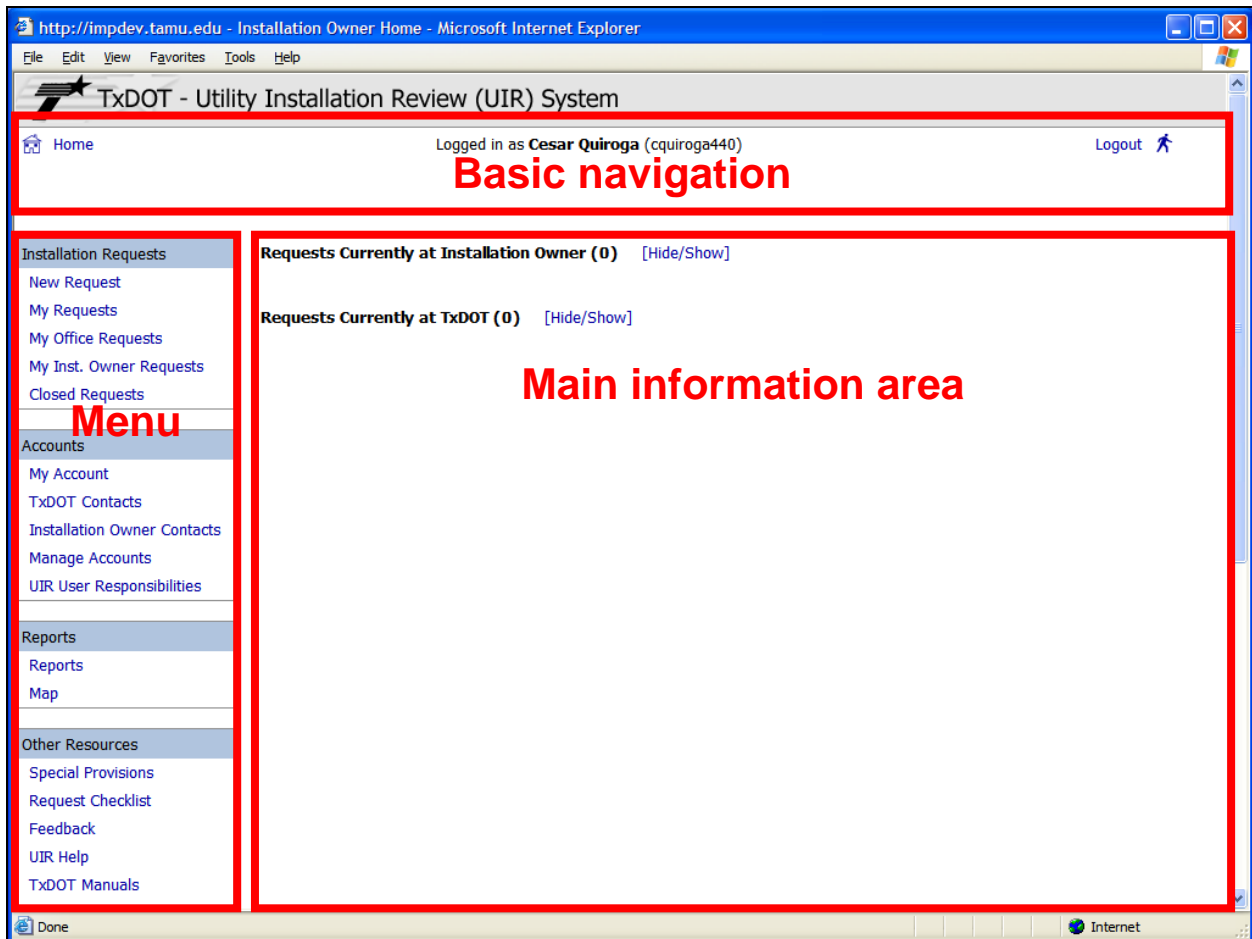 http://impdev.tamu.edu - Installation Owner Home - Microsoft Internet Explorer
File Edit View Favorites Tools Help
TxDOT - Utility Installation Review (UIR) System
Home Logged in as Cesar Quiroga (cquiroga440) Logout
Basic navigation
Installation Requests
New Request
My Requests
My Office Requests
My Inst. Owner Requests
Closed Requests
Menu
Accounts
My Account
TxDOT Contacts
Installation Owner Contacts
Manage Accounts
UIR User Responsibilities
Reports
Reports
Map
Other Resources
Special Provisions
Request Checklist
Feedback
UIR Help
TxDOT Manuals
Requests Currently at Installation Owner (0) [Hide/Show]
Requests Currently at TxDOT (0) [Hide/Show]
Main information area
Done Internet